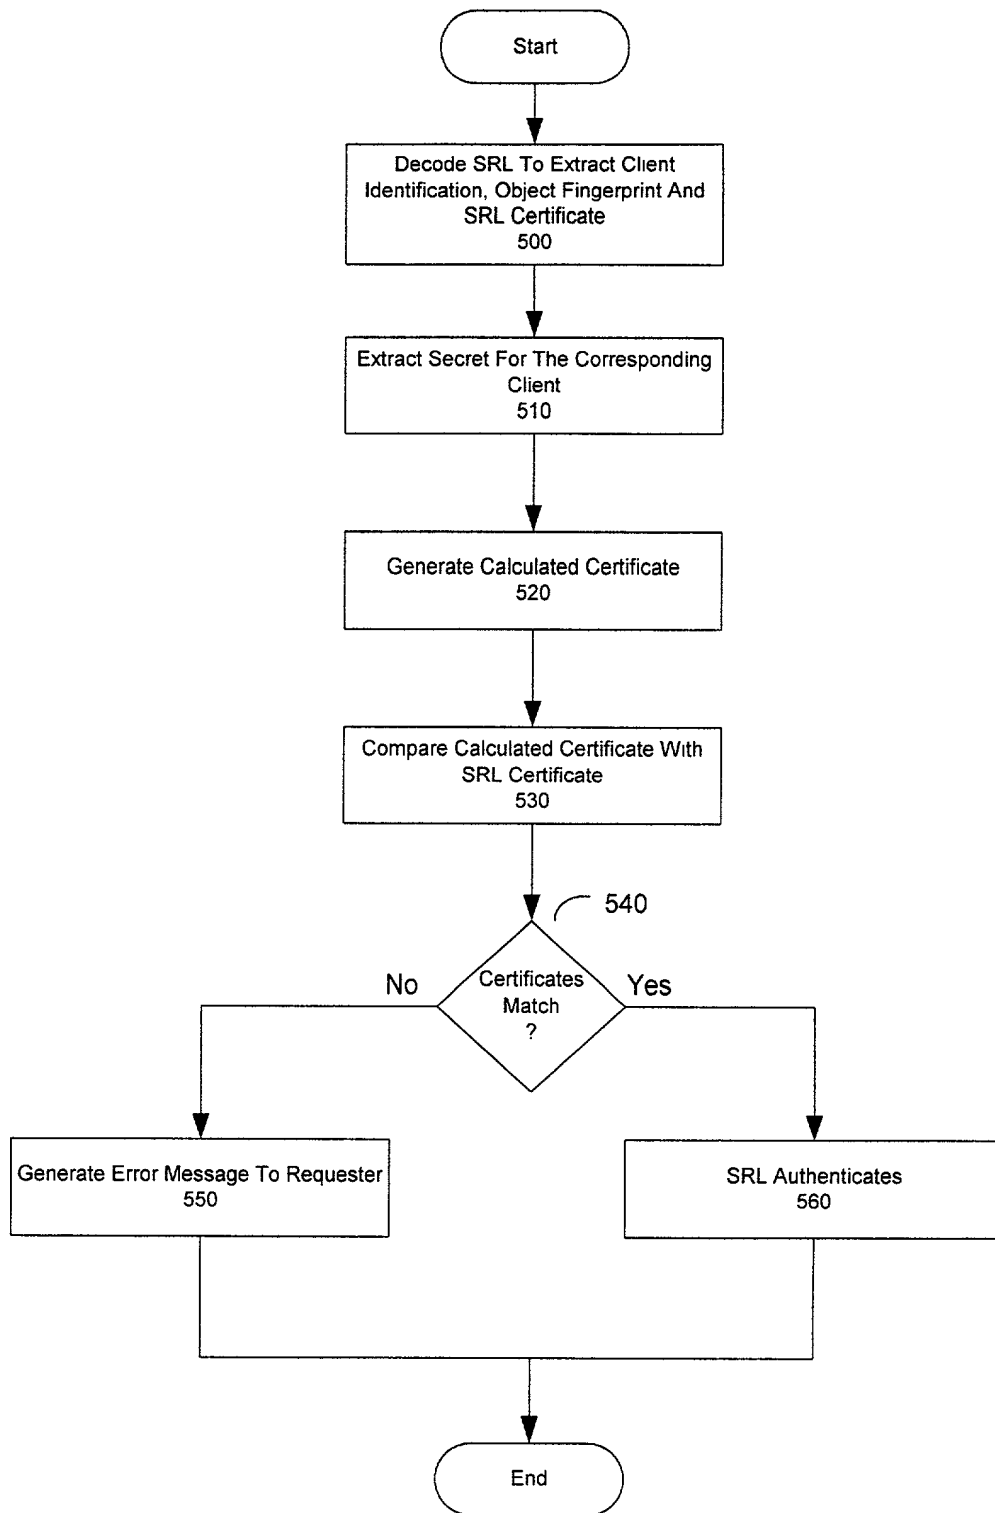 Start
Decode SRL To Extract Client
Identification, Object Fingerprint And
SRL Certificate
500
Extract Secret For The Corresponding
Client
510
Generate Calculated Certificate
520
Compare Calculated Certificate With
SRL Certificate
530
540
Certificates
Match
?
No
Yes
Generate Error Message To Requester
550
SRL Authenticates
560
End